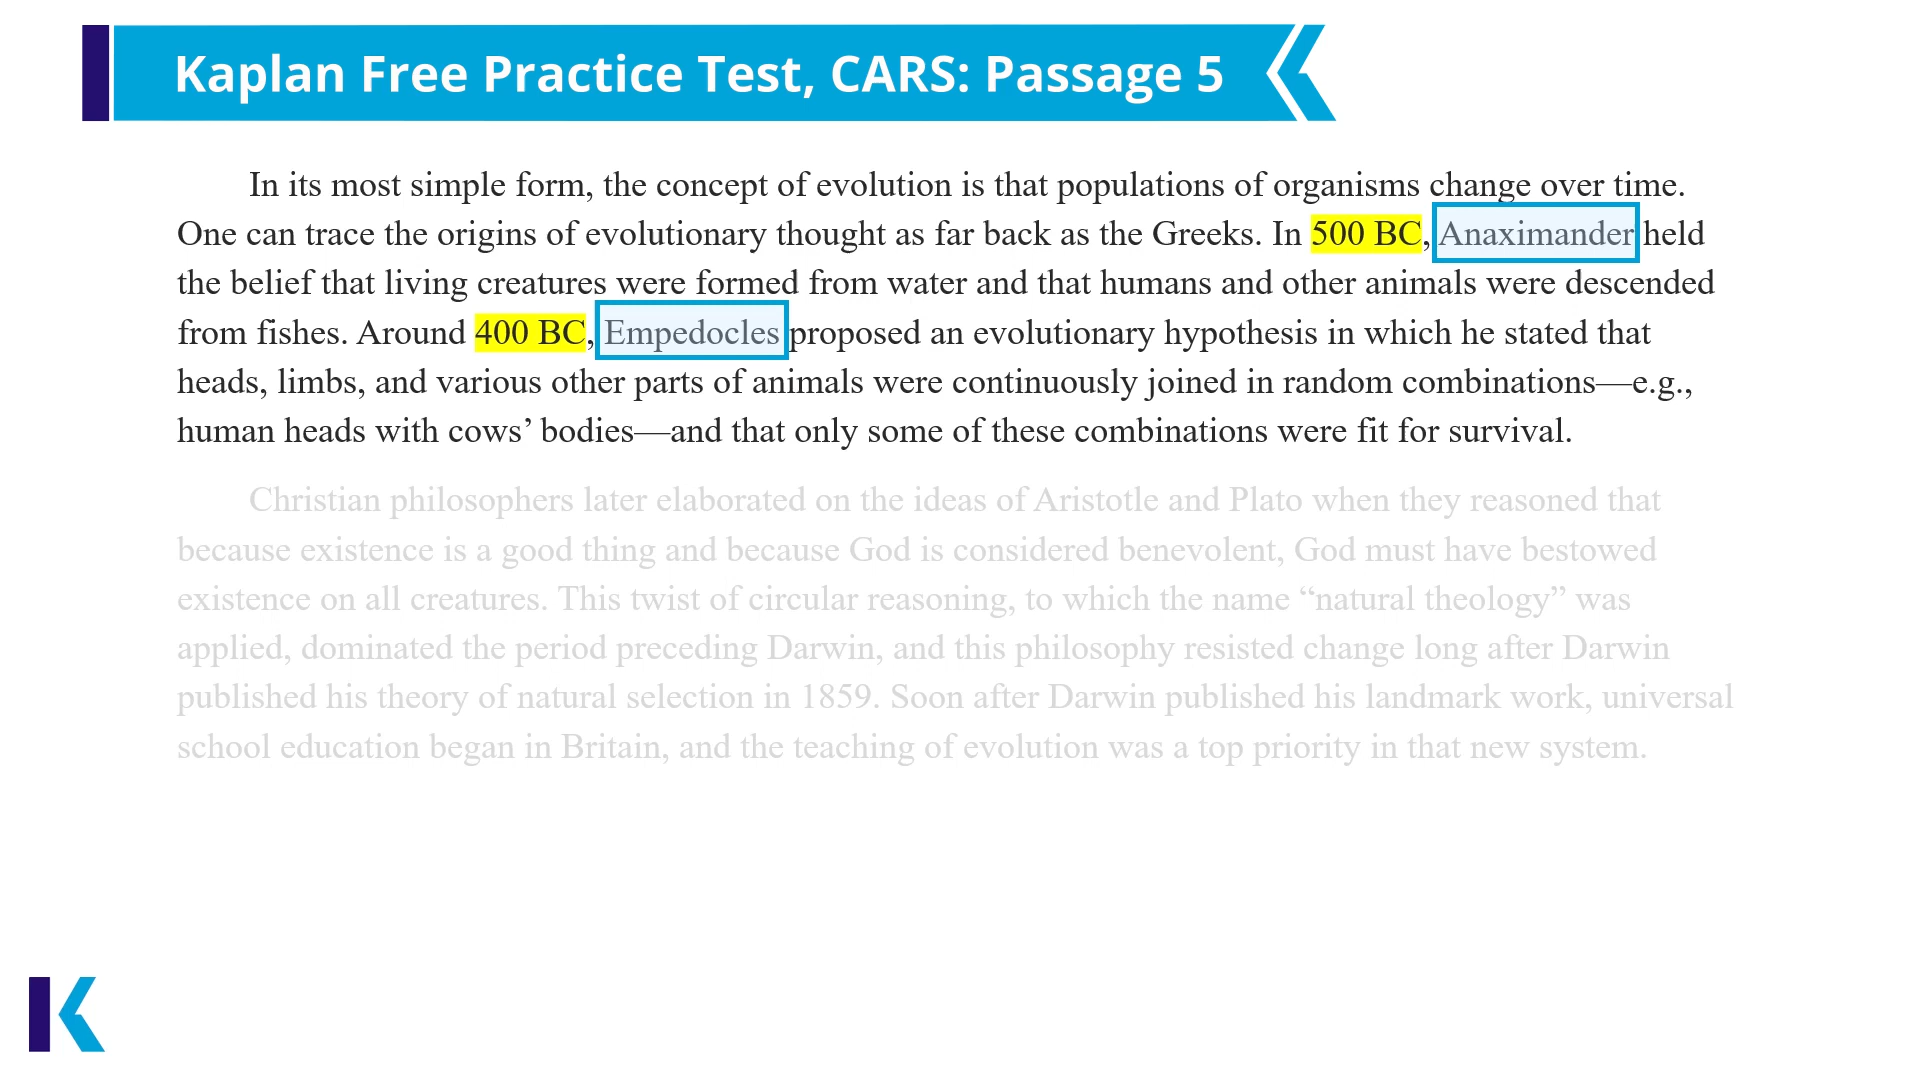 Kaplan Free Practice Test, CARS: Passage 5
In its most simple form, the concept of evolution is that populations of organisms change over time.
One can trace the origins of evolutionary thought as far back as the Greeks. In 500 BC, Anaximander held
the belief that living creatures were formed from water and that humans and other animals were descended
from fishes. Around 400 BC, Empedocles proposed an evolutionary hypothesis in which he stated that
heads, limbs, and various other parts of animals were continuously joined in random combinations—e.g.,
human heads with cows’ bodies—and that only some of these combinations were fit for survival.
Christian philosophers later elaborated on the ideas of Aristotle and Plato when they reasoned that
because existence is a good thing and because God is considered benevolent, God must have bestowed
existence on all creatures. This twist of circular reasoning, to which the name “natural theology” was
applied, dominated the period preceding Darwin, and this philosophy resisted change long after Darwin
published his theory of natural selection in 1859. Soon after Darwin published his landmark work, universal
school education began in Britain, and the teaching of evolution was a top priority in that new system.